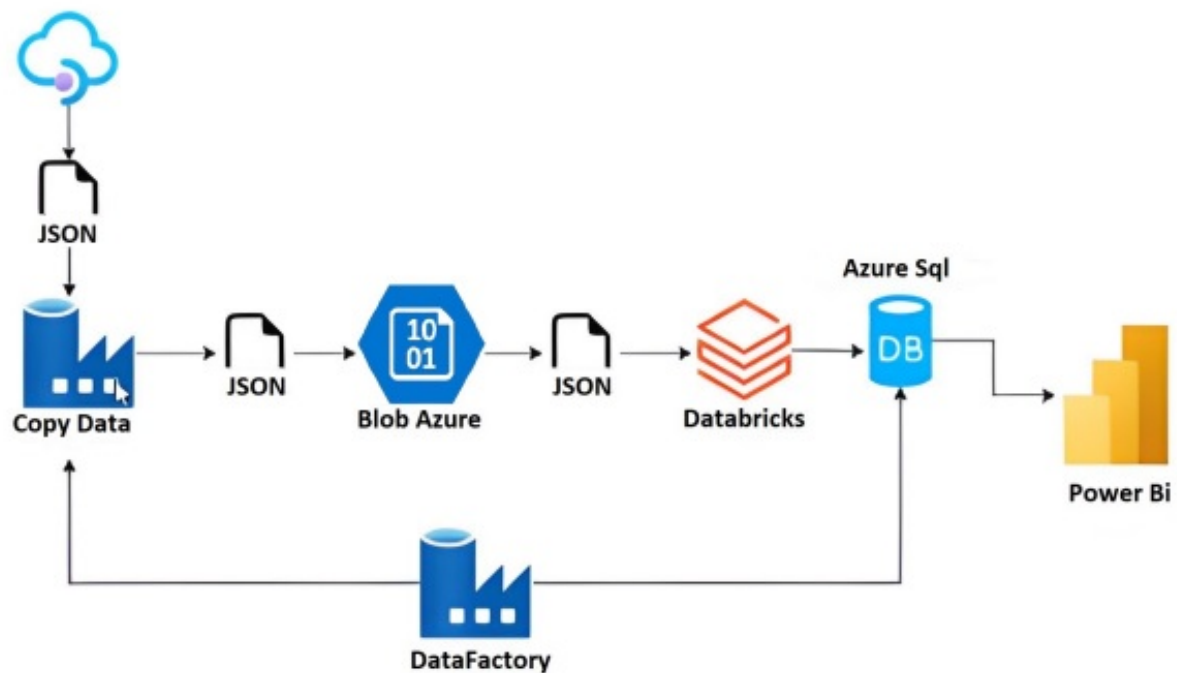 JSON
Azure Sql
10
01
DB
JSON
JSON
Copy Data
Blob Azure
Databricks
Power Bi
DataFactory